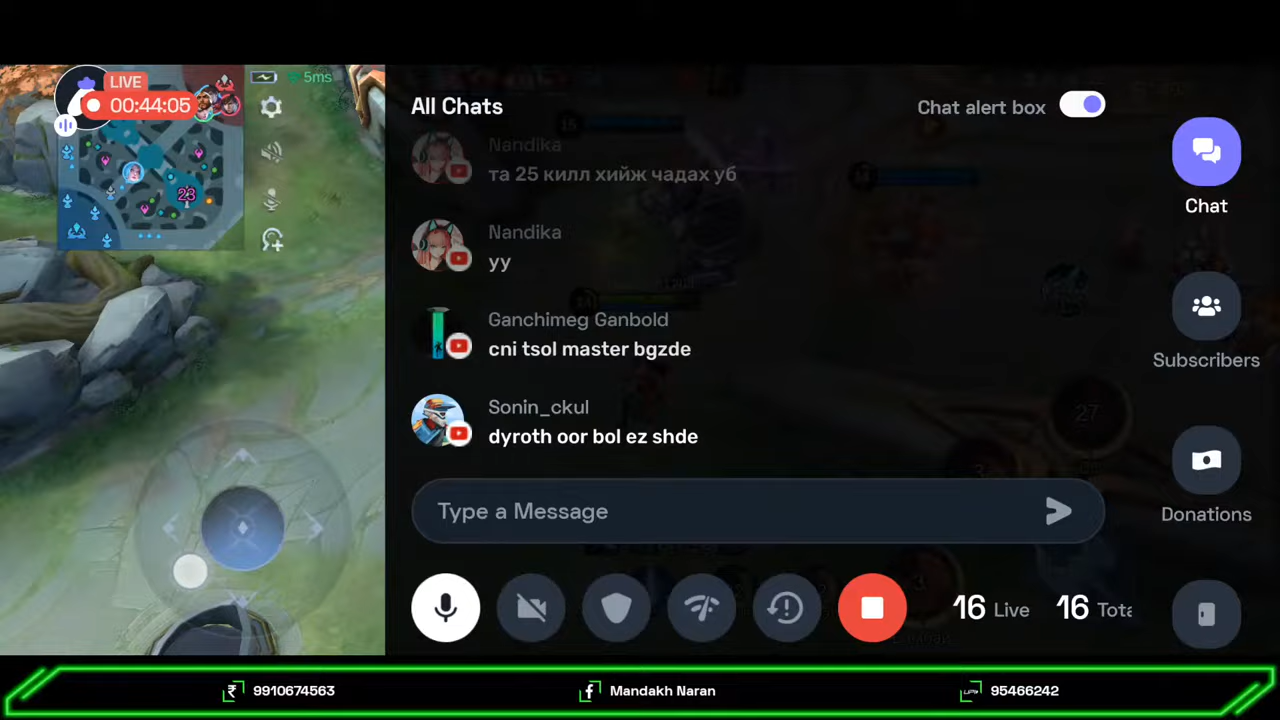 LIVE
00:44:05
5ms
23
All Chats
Chat alert box
Nandika
та 25 килл хийж чадах уб
Nandika
yy
Ganchimeg Ganbold
cni tsol master bgzde
Sonin_ckul
dyroth oor bol ez shde
Type a Message
16 Live
16 Tota
Chat
Subscribers
Donations
27
9910674563
Mandakh Naran
95466242